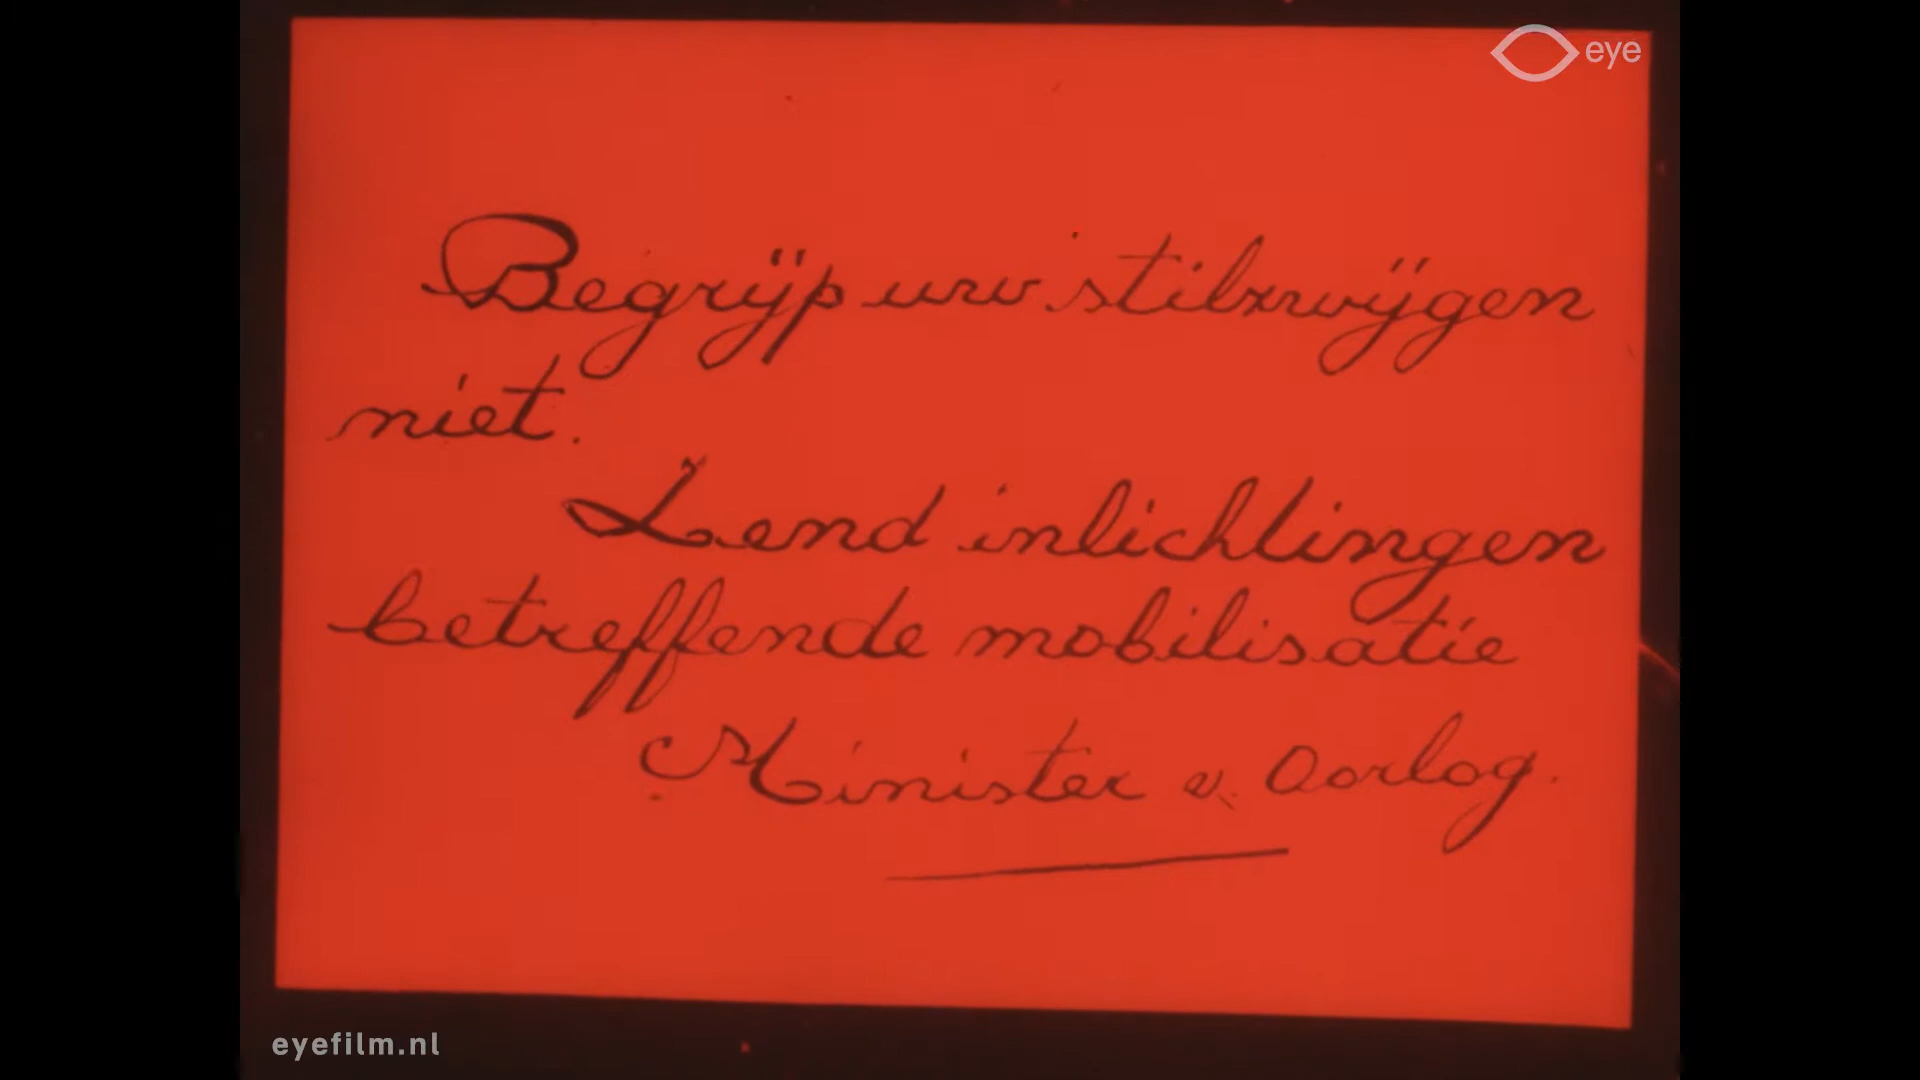 eye
Begrijp uw stilzwijgen
niet.
Zend inlichtingen
betreffende mobilisatie
Minister v. Oorlog.
eyefilm.nl